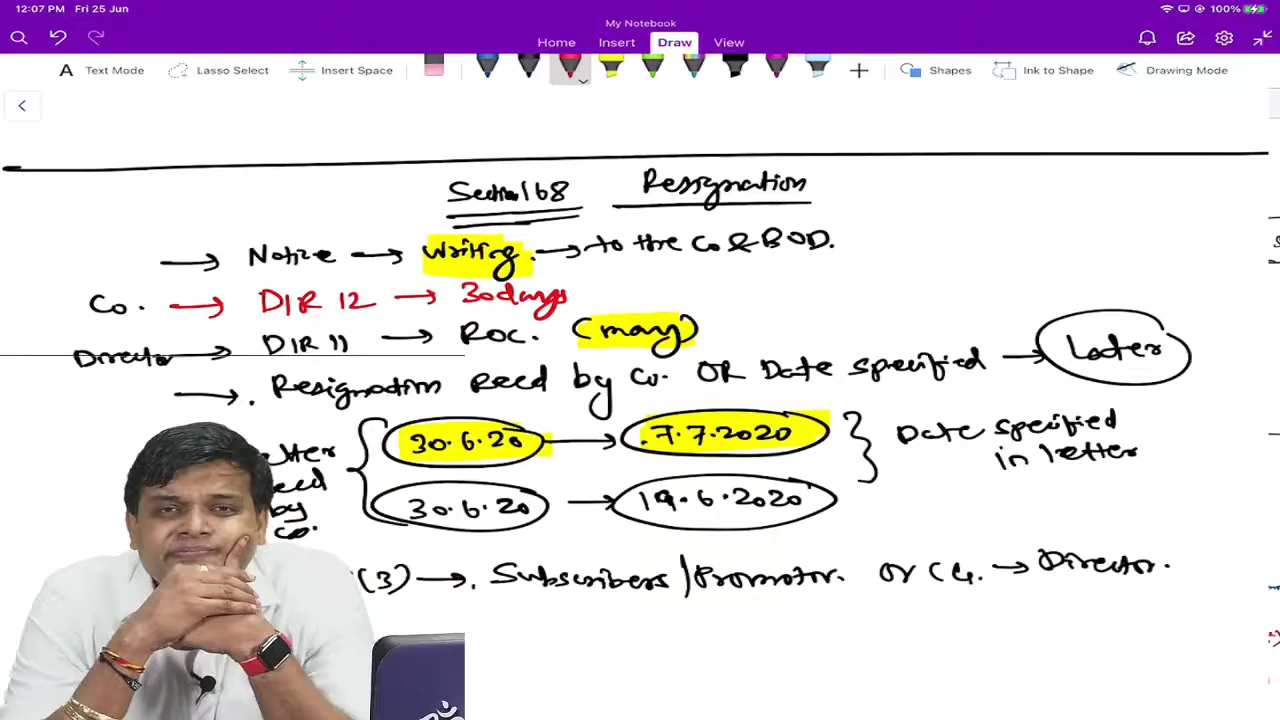 12:07 PM Fri 25 Jun 100%
My Notebook
Home Insert Draw View
A Text Mode Lasso Select Insert Space Shapes Ink to Shape Drawing Mode
Section 168 Resignation
→ Notice → Writing. → to the Co & BOD.
Co. → DIR 12 → 30 days
Director → DIR 11 → ROC. (may)
→ . Resignation Recd by Co. OR Date specified → Later
30.6.20 → .7.7.2020 Date specified
in letter
by
30.6.20 → 19.6.2020
Co.
(3) → . Subscribers/Promotor. Or CG. → Director.